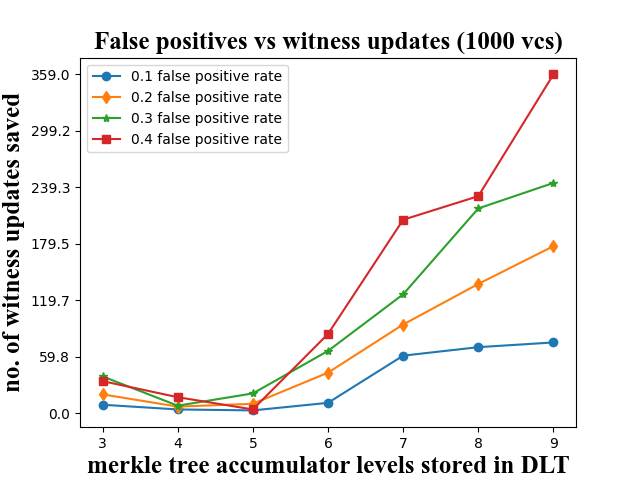 False positives vs witness updates (1000 vcs)
no. of witness updates saved
359.0
299.2
239.3
179.5
119.7
59.8
0.0
0.1 false positive rate
0.2 false positive rate
0.3 false positive rate
0.4 false positive rate
3 4 5 6 7 8 9
merkle tree accumulator levels stored in DLT